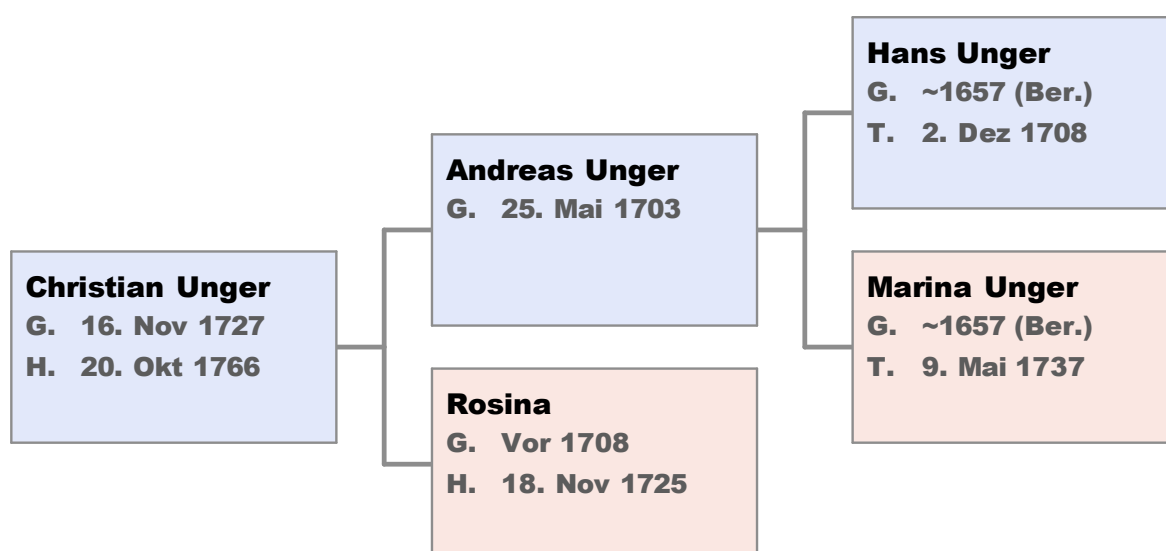 Hans Unger
G. ~1657 (Ber.)
T. 2. Dez 1708
Andreas Unger
G. 25. Mai 1703
Christian Unger
G. 16. Nov 1727
H. 20. Okt 1766
Marina Unger
G. ~1657 (Ber.)
T. 9. Mai 1737
Rosina
G. Vor 1708
H. 18. Nov 1725